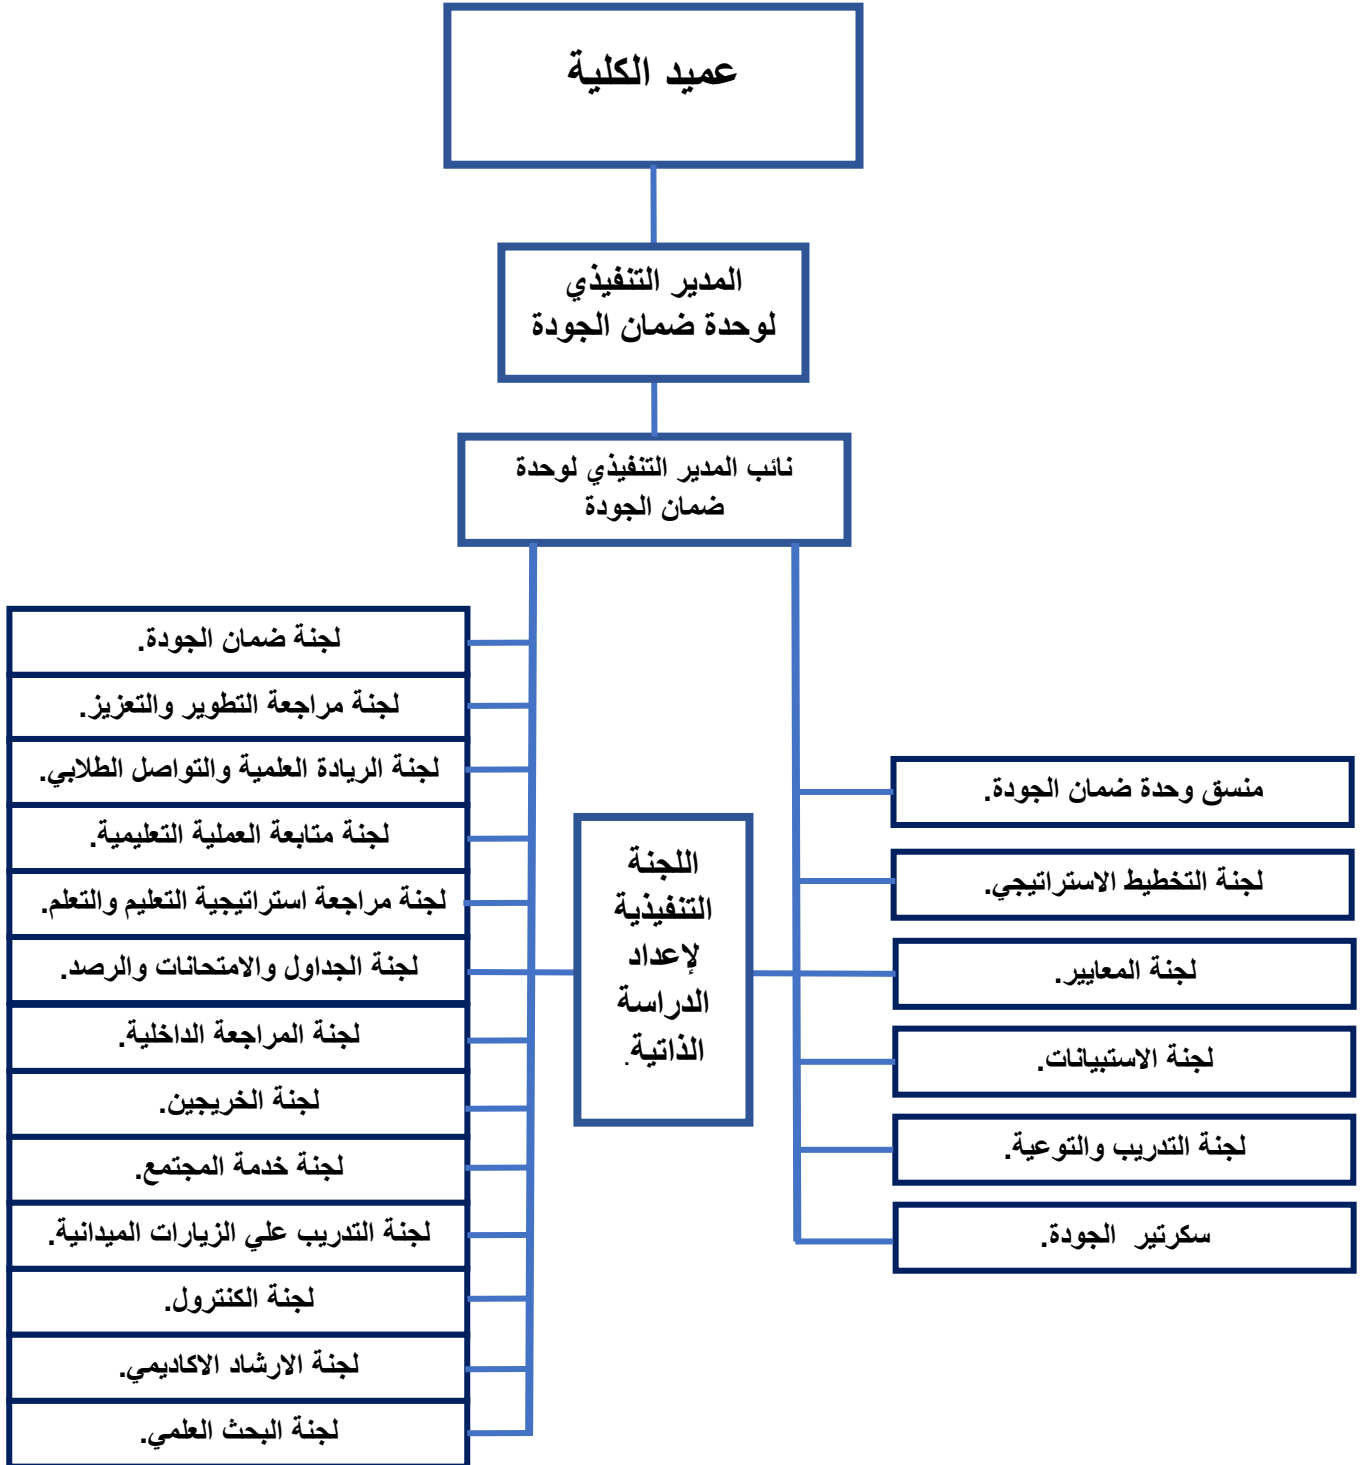 عميد الكلية
المدير التنفيذي
لوحدة ضمان الجودة
نائب المدير التنفيذي لوحدة
ضمان الجودة
منسق وحدة ضمان الجودة.
لجنة التخطيط الاستراتيجي.
لجنة المعايير.
لجنة الاستبيانات.
لجنة التدريب والتوعية.
سكرتير الجودة.
اللجنة
التنفيذية
لإعداد
الدراسة
الذاتية.
لجنة ضمان الجودة.
لجنة مراجعة التطوير والتعزيز.
لجنة الريادة العلمية والتواصل الطلابي.
لجنة متابعة العملية التعليمية.
لجنة مراجعة استراتيجية التعليم والتعلم.
لجنة الجداول والامتحانات والرصد.
لجنة المراجعة الداخلية.
لجنة الخريجين.
لجنة خدمة المجتمع.
لجنة التدريب علي الزيارات الميدانية.
لجنة الكنترول.
لجنة الارشاد الاكاديمي.
لجنة البحث العلمي.